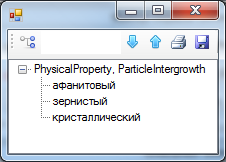 PhysicalProperty, ParticleIntergrowth
афанитовый
зернистый
кристаллический